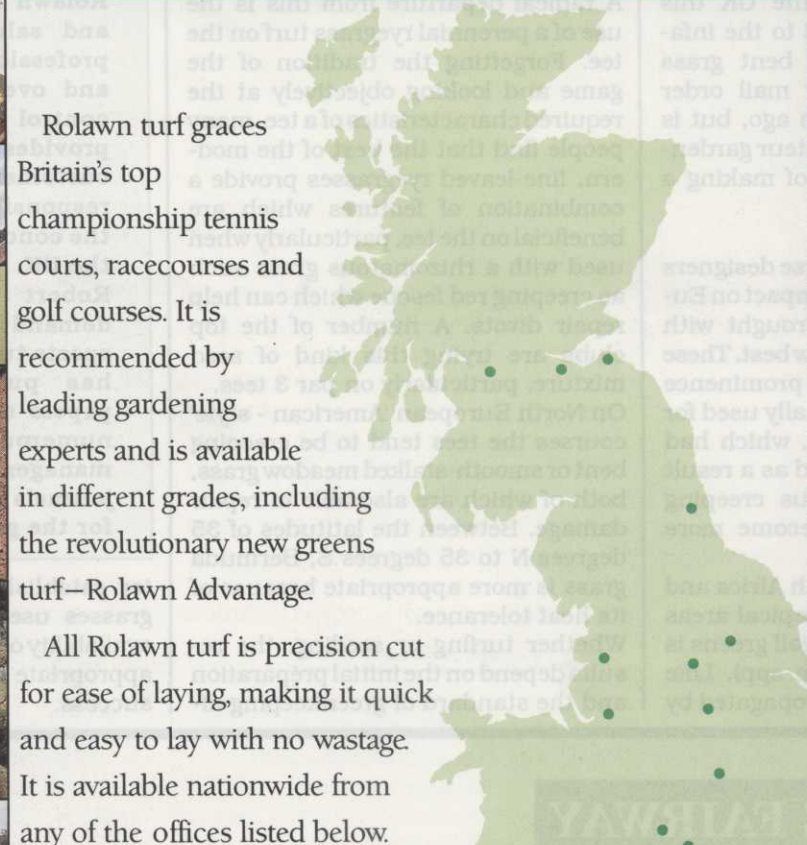 Rolawn turf graces
Britain's top
championship tennis
courts, racecourses and
golf courses. It is
recommended by
leading gardening
experts and is available
in different grades, including
the revolutionary new greens
turf—Rolawn Advantage.
All Rolawn turf is precision cut
for ease of laying, making it quick
and easy to lay with no wastage.
It is available nationwide from
any of the offices listed below.